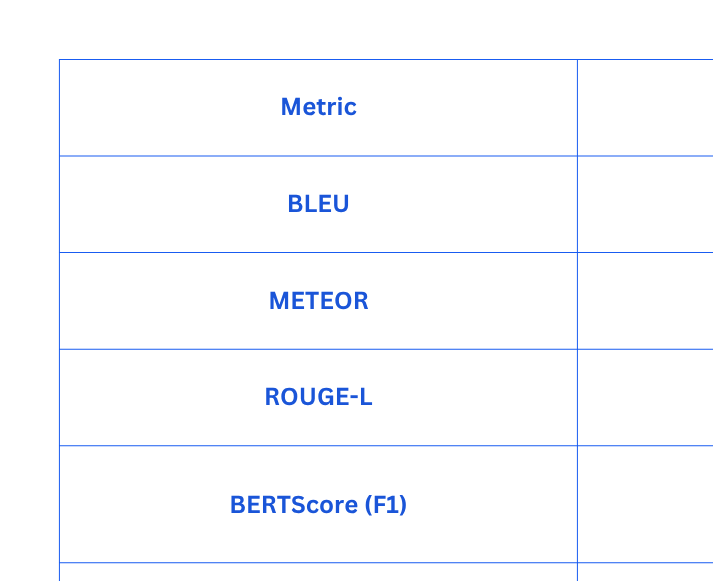 Metric
BLEU
METEOR
ROUGE-L
BERTScore (F1)